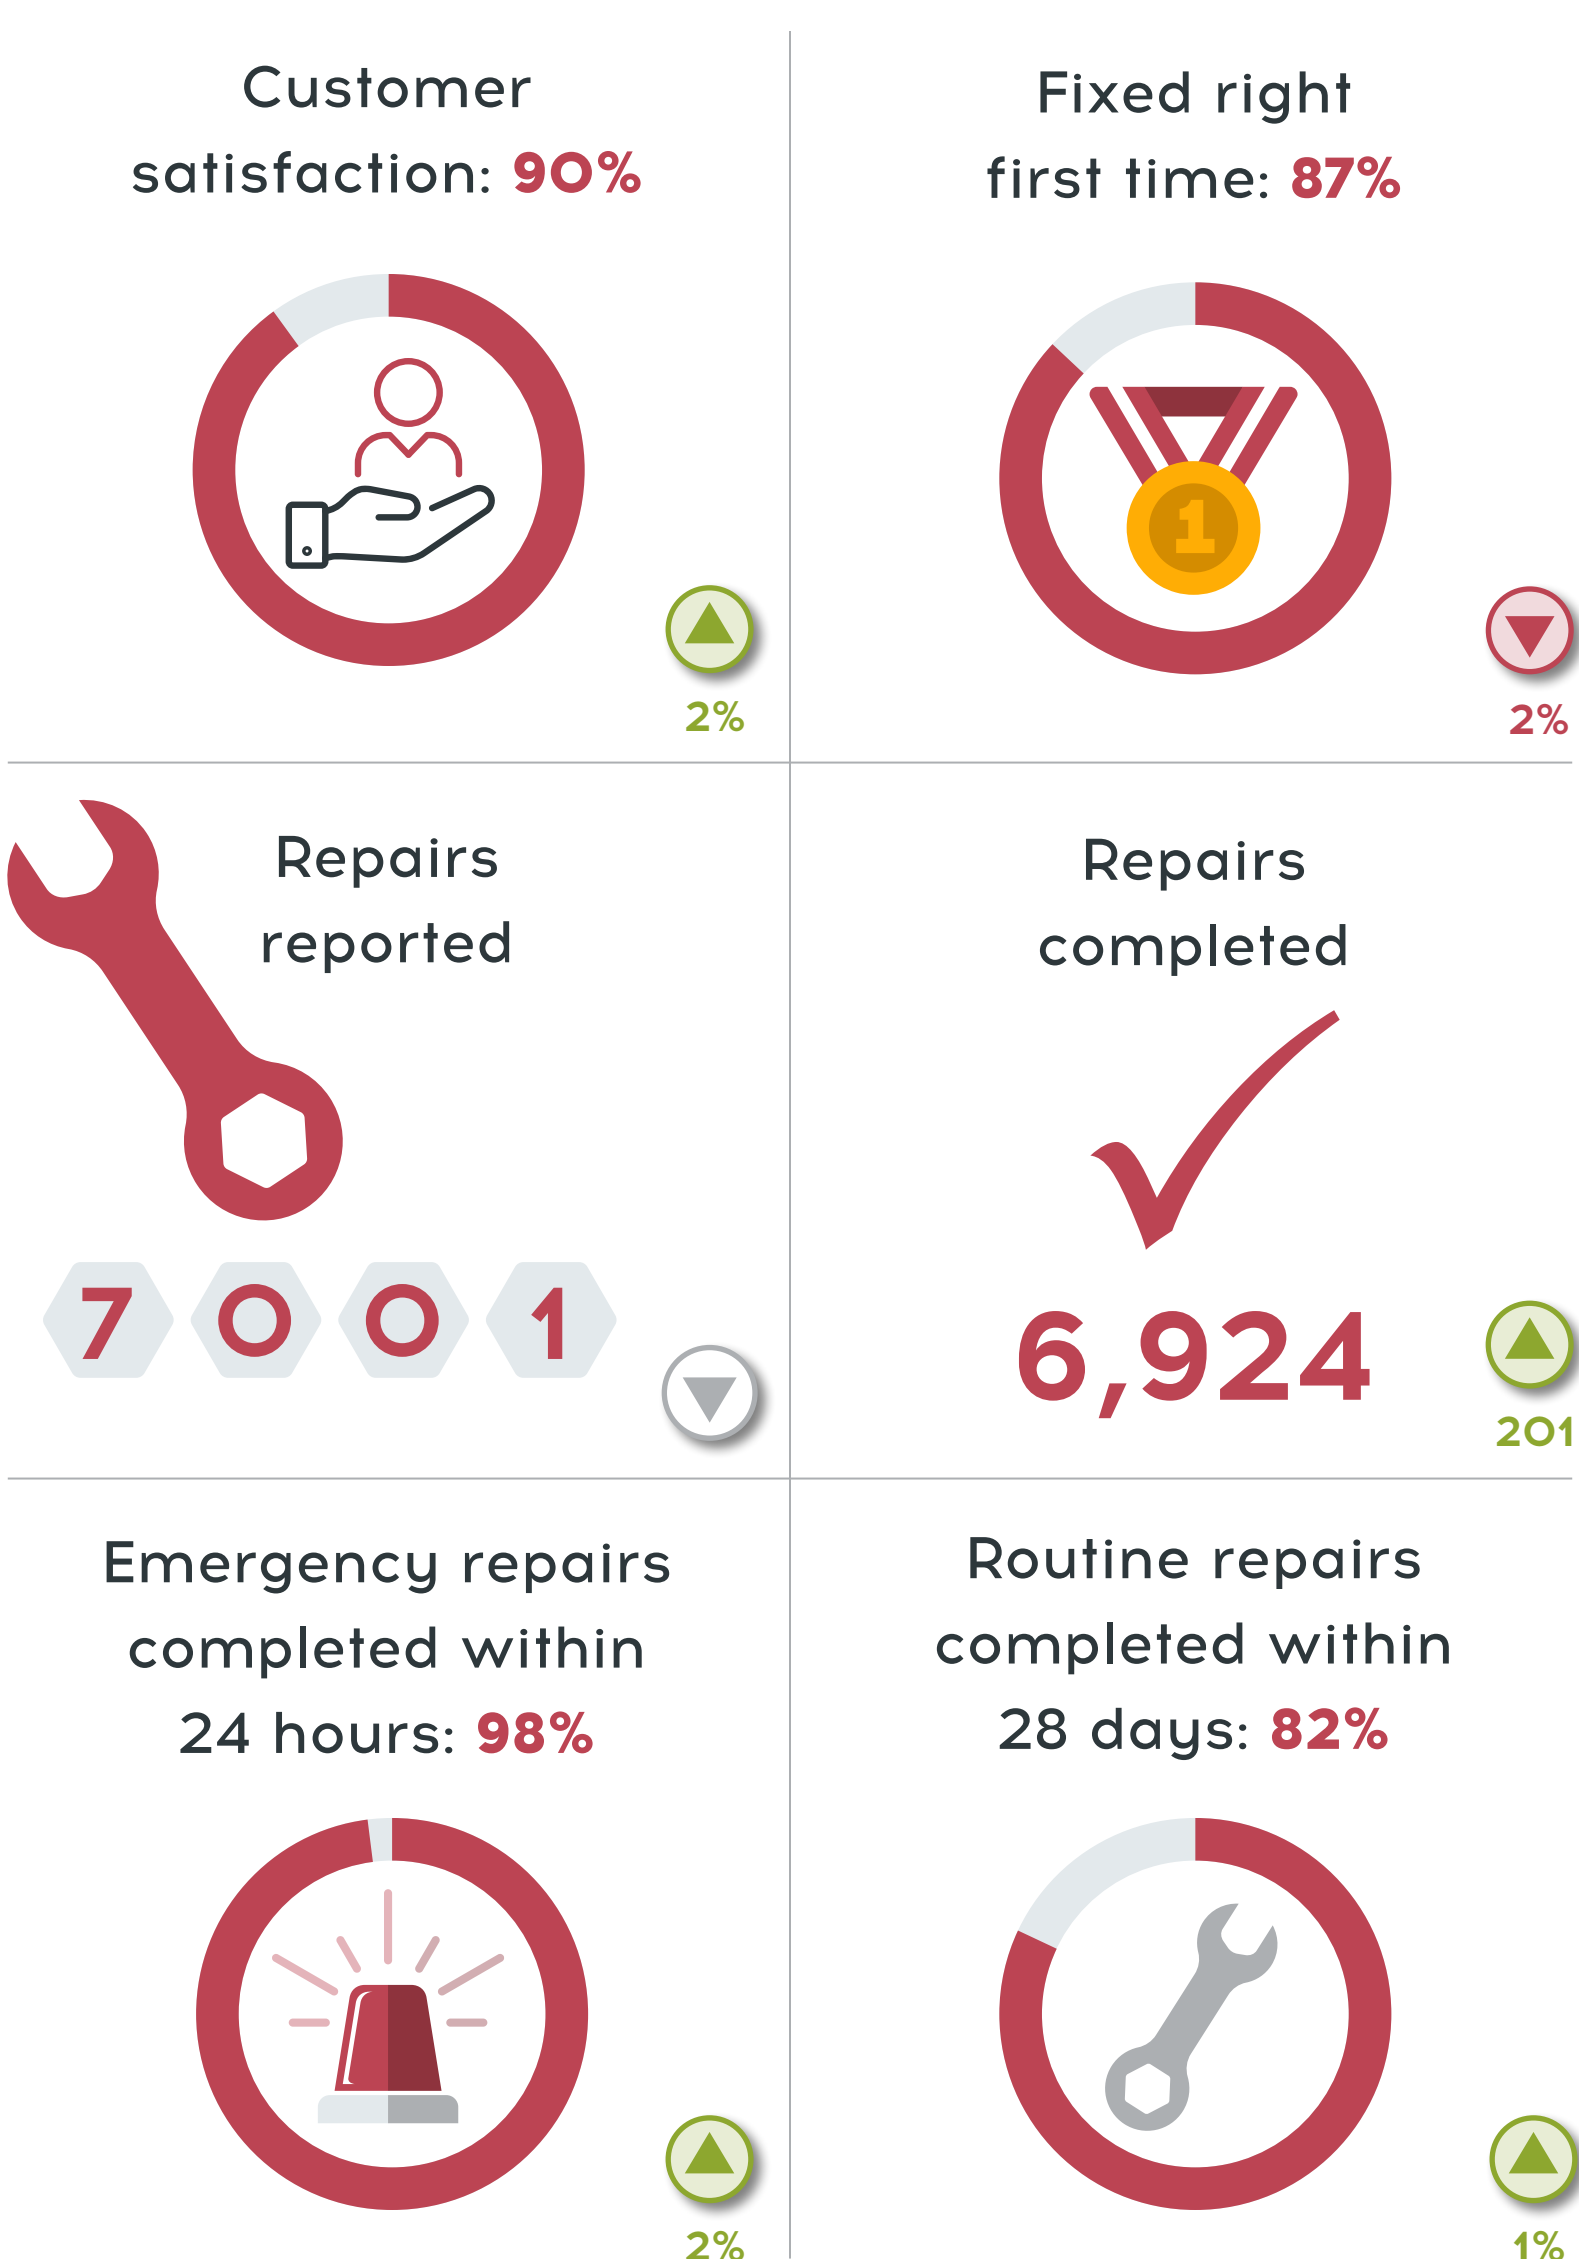 Customer
satisfaction: 90%
2%
Fixed right
first time: 87%
1
2%
Repairs
reported
7001
Repairs
completed
6,924
201
Emergency repairs
completed within
24 hours: 98%
2%
Routine repairs
completed within
28 days: 82%
1%